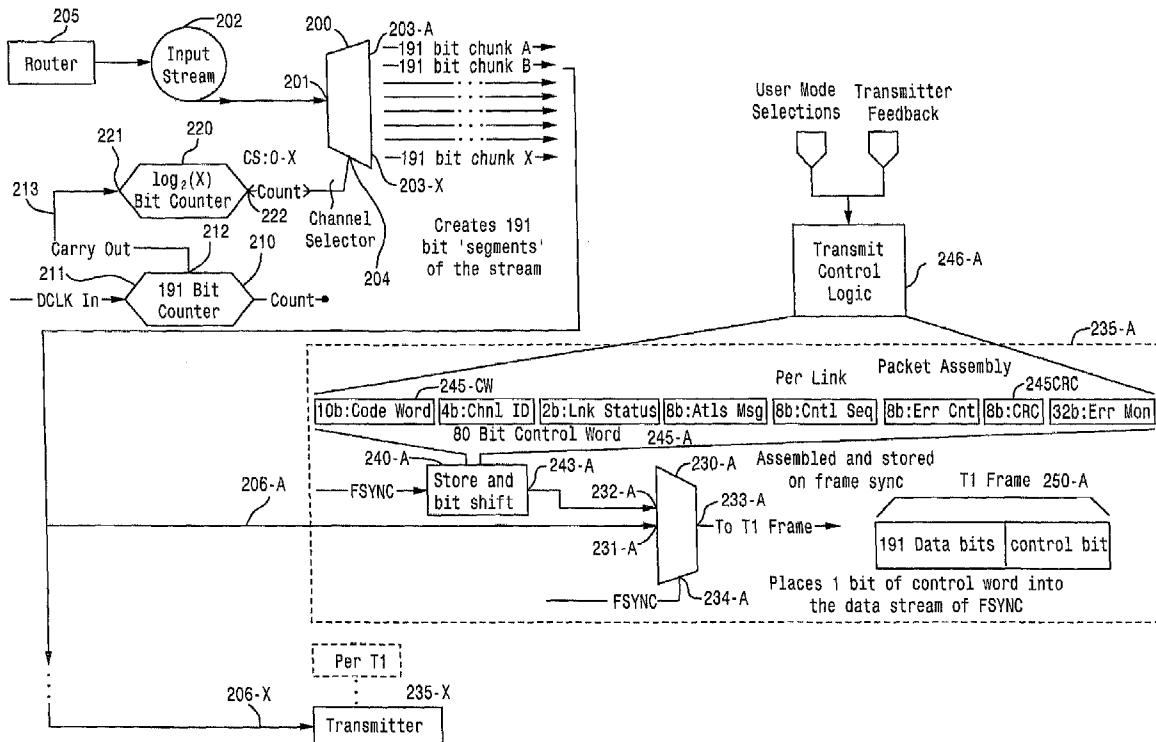 205
Router
202
Input
Stream
200
201
203-A
191 bit chunk A
191 bit chunk B
191 bit chunk X
203-X
221
220
CS:0-X
log2(X)
Bit Counter
Count
222
213
Channel
Selector
204
Carry Out
212
210
211
DCLK In
191 Bit
Counter
Count
Creates 191
bit 'segments'
of the stream
User Mode
Selections
Transmitter
Feedback
Transmit
Control
Logic
246-A
235-A
Packet Assembly
Per Link
245-CW
245CRC
10b:Code Word
4b:Chnl ID
2b:Lnk Status
8b:Atls Msg
8b:Cntl Seq
8b:Err Cnt
8b:CRC
32b:Err Mon
80 Bit Control Word
245-A
240-A
FSYNC
Store and
bit shift
243-A
230-A
232-A
233-A
Assembled and stored
on frame sync
T1 Frame 250-A
206-A
231-A
To T1 Frame
191 Data bits
control bit
FSYNC
234-A
Places 1 bit of control word into
the data stream of FSYNC
Per T1
206-X
235-X
Transmitter